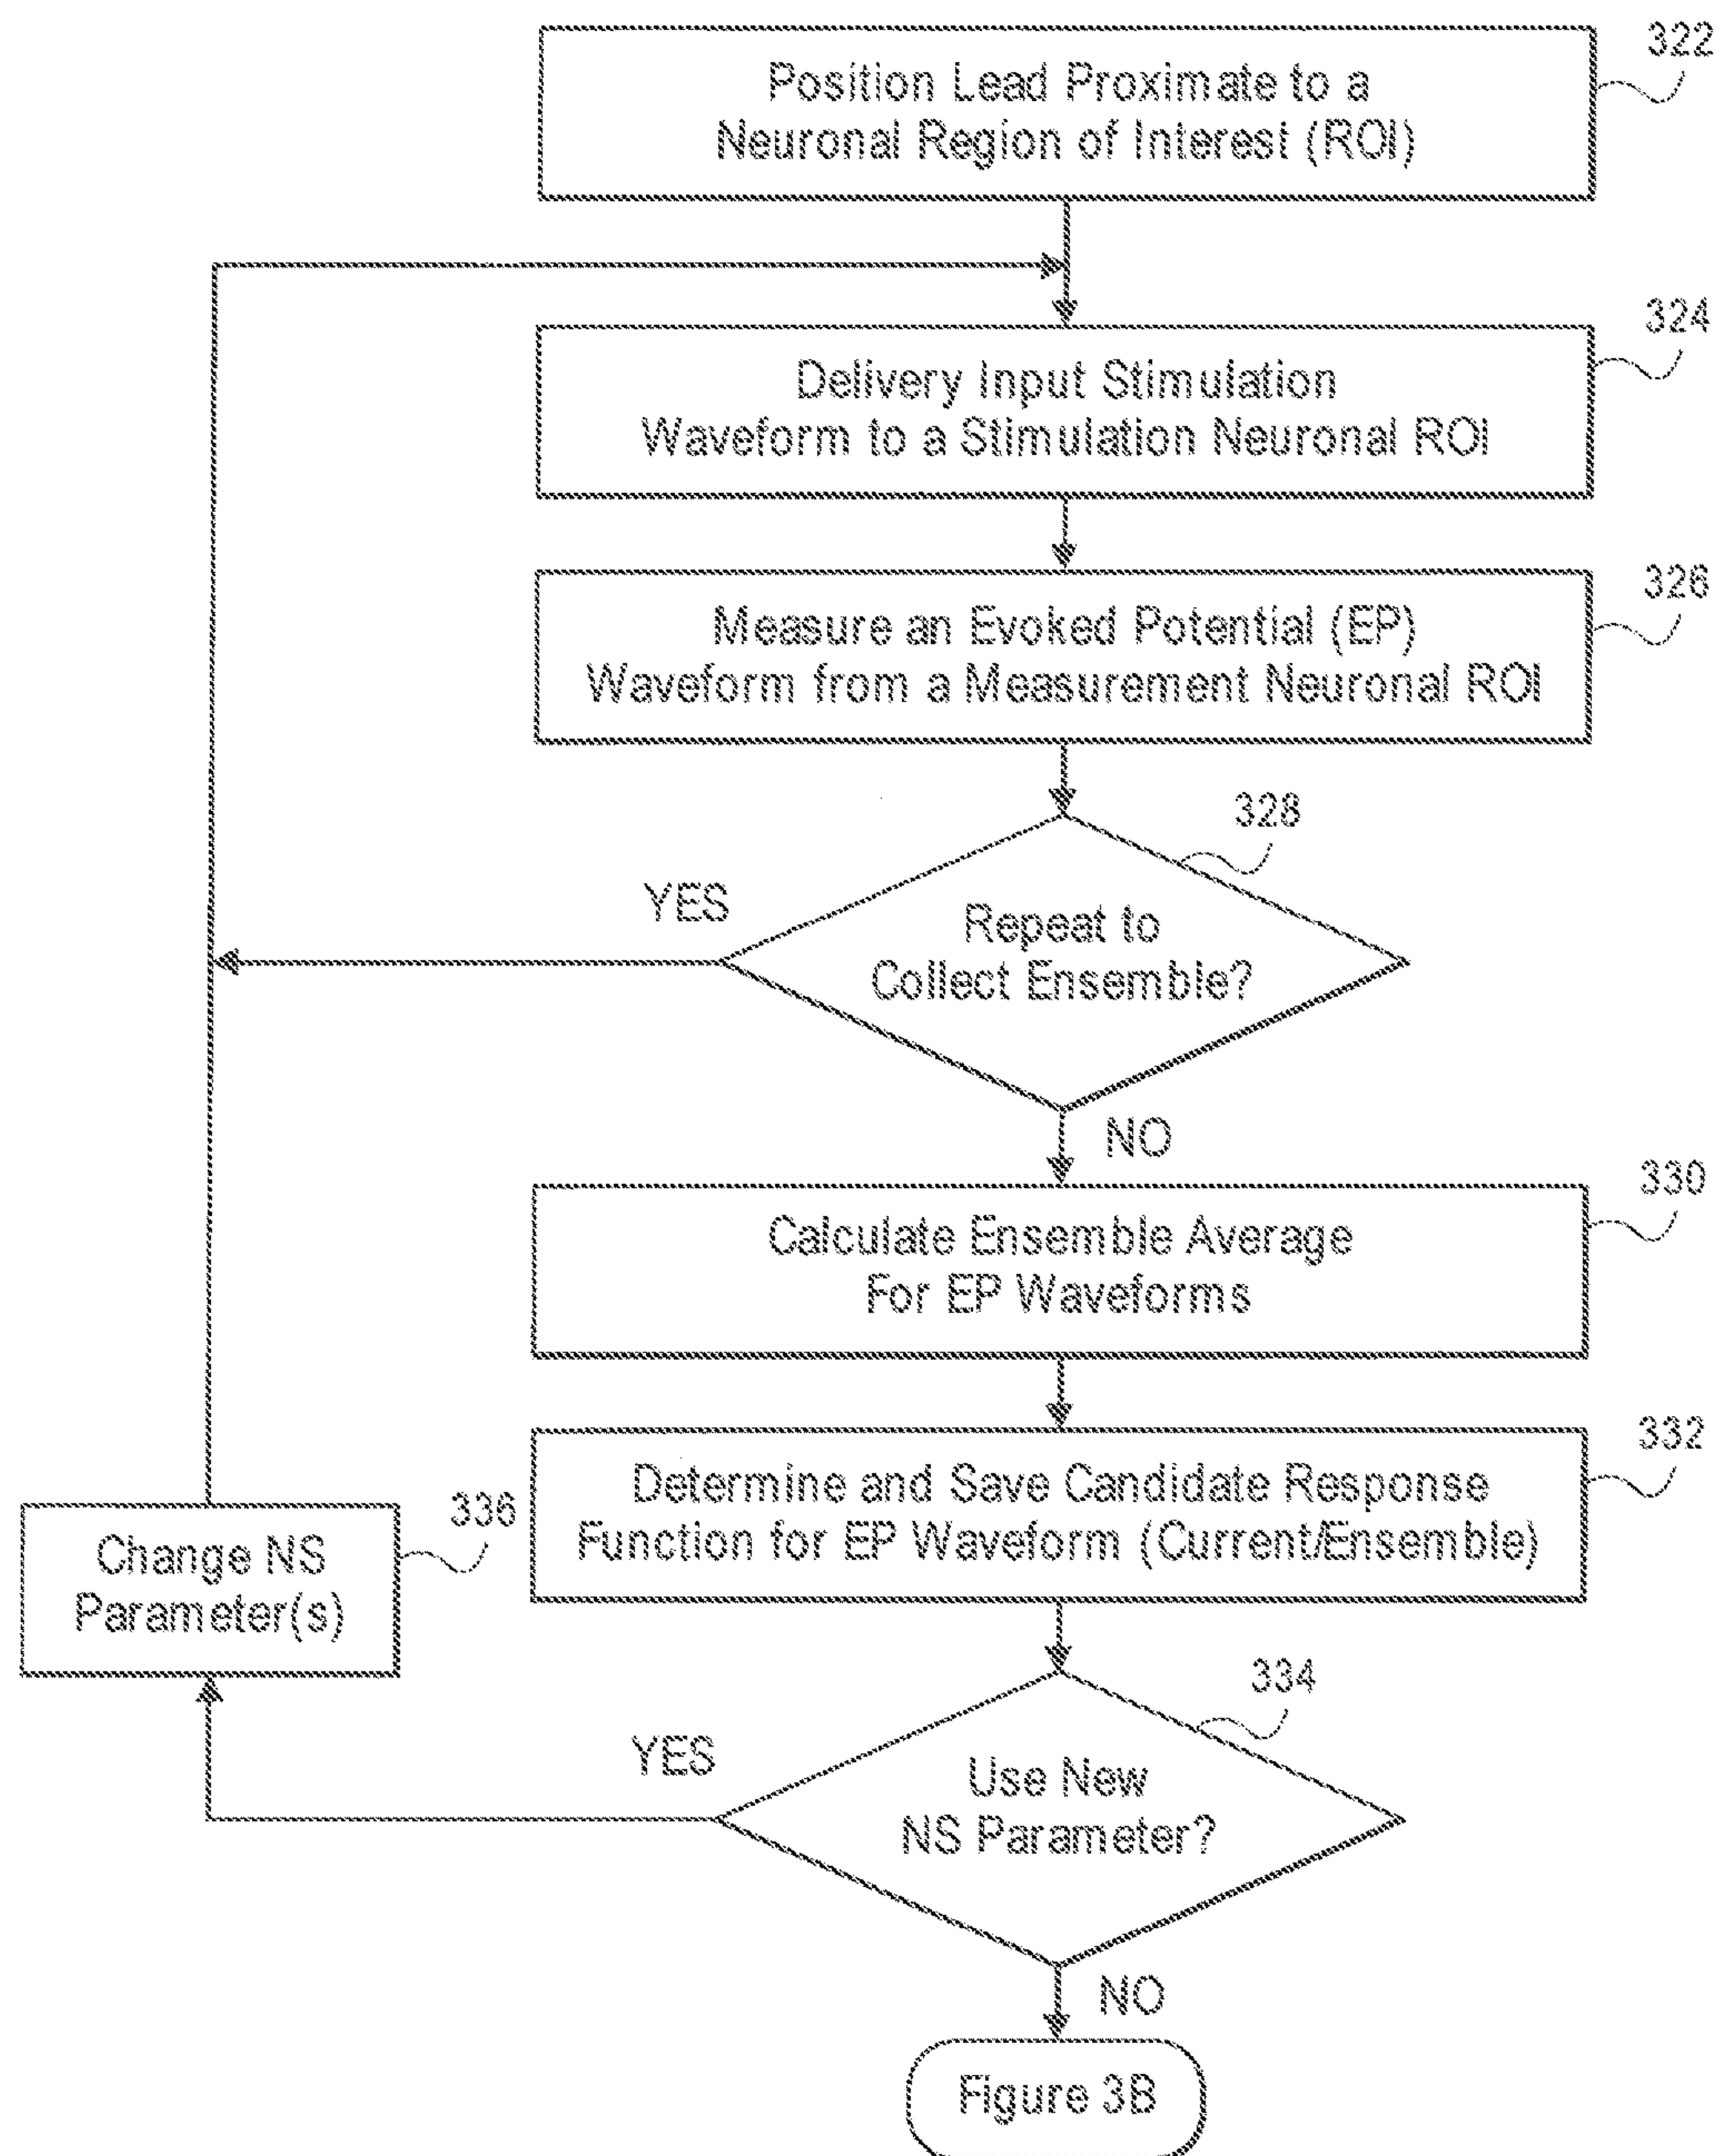 322
Position Lead Proximate to a
Neuronal Region of Interest (ROI)
324
Delivery Input Stimulation
Waveform to a Stimulation Neuronal ROI
326
Measure an Evoked Potential (EP)
Waveform from a Measurement Neuronal ROI
328
YES
Repeat to
Collect Ensemble?
NO
330
Calculate Ensemble Average
For EP Waveforms
332
Determine and Save Candidate Response
Function for EP Waveform (Current/Ensemble)
336
Change NS
Parameter(s)
334
YES
Use New
NS Parameter?
NO
Figure 3B